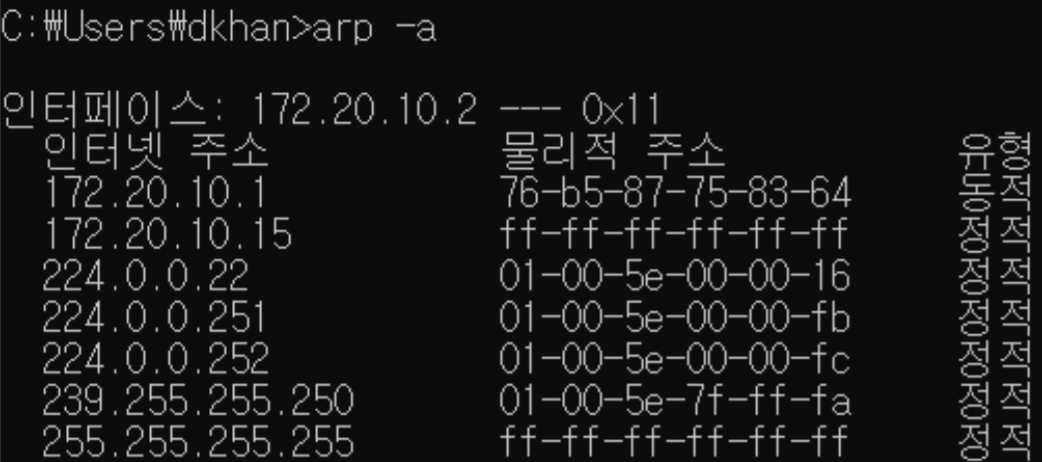 C:₩Users₩dkhan>arp -a
인터페이스: 172.20.10.2 --- 0x11
인터넷 주소 물리적 주소 유형
172.20.10.1 76-b5-87-75-83-64 동적
172.20.10.15 ff-ff-ff-ff-ff-ff 정적
224.0.0.22 01-00-5e-00-00-16 정적
224.0.0.251 01-00-5e-00-00-fb 정적
224.0.0.252 01-00-5e-00-00-fc 정적
239.255.255.250 01-00-5e-7f-ff-fa 정적
255.255.255.255 ff-ff-ff-ff-ff-ff 정적